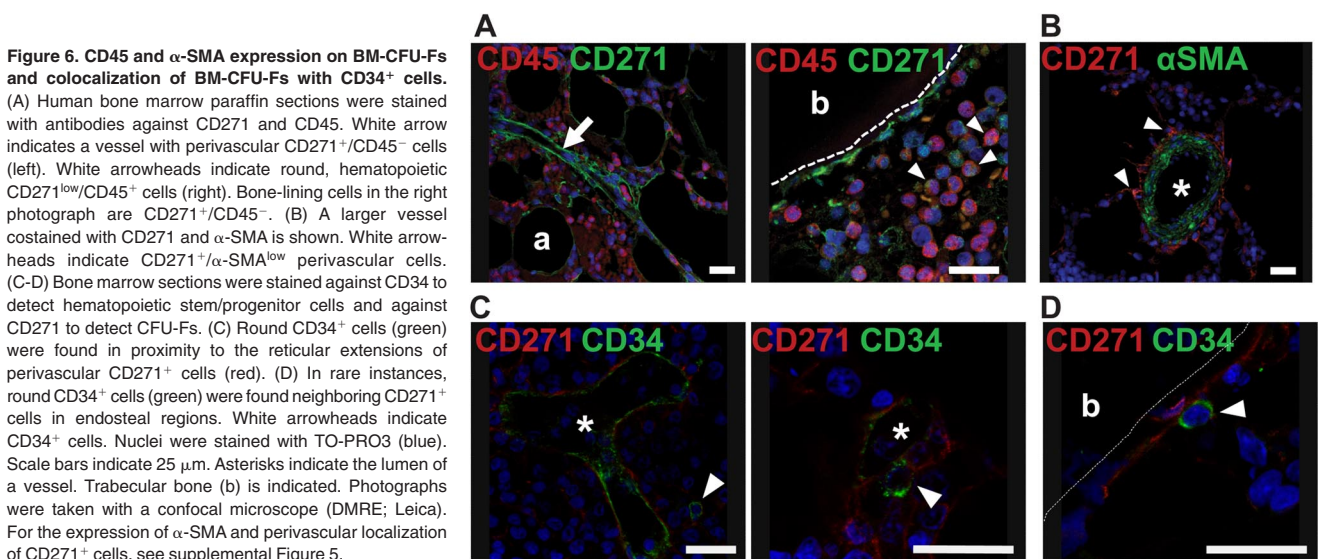 Figure 6. CD45 and α-SMA expression on BM-CFU-Fs
and colocalization of BM-CFU-Fs with CD34+ cells.
(A) Human bone marrow paraffin sections were stained
with antibodies against CD271 and CD45. White arrow
indicates a vessel with perivascular CD271+/CD45− cells
(left). White arrowheads indicate round, hematopoietic
CD271low/CD45+ cells (right). Bone-lining cells in the right
photograph are CD271+/CD45−. (B) A larger vessel
costained with CD271 and α-SMA is shown. White arrow-
heads indicate CD271+/α-SMAlow perivascular cells.
(C-D) Bone marrow sections were stained against CD34 to
detect hematopoietic stem/progenitor cells and against
CD271 to detect CFU-Fs. (C) Round CD34+ cells (green)
were found in proximity to the reticular extensions of
perivascular CD271+ cells (red). (D) In rare instances,
round CD34+ cells (green) were found neighboring CD271+
cells in endosteal regions. White arrowheads indicate
CD34+ cells. Nuclei were stained with TO-PRO3 (blue).
Scale bars indicate 25 μm. Asterisks indicate the lumen of
a vessel. Trabecular bone (b) is indicated. Photographs
were taken with a confocal microscope (DMRE; Leica).
For the expression of α-SMA and perivascular localization
of CD271+ cells, see supplemental Figure 5.
A
CD45 CD271
a
CD45 CD271
b
B
CD271 αSMA
*
C
CD271 CD34
*
CD271 CD34
*
D
CD271 CD34
b